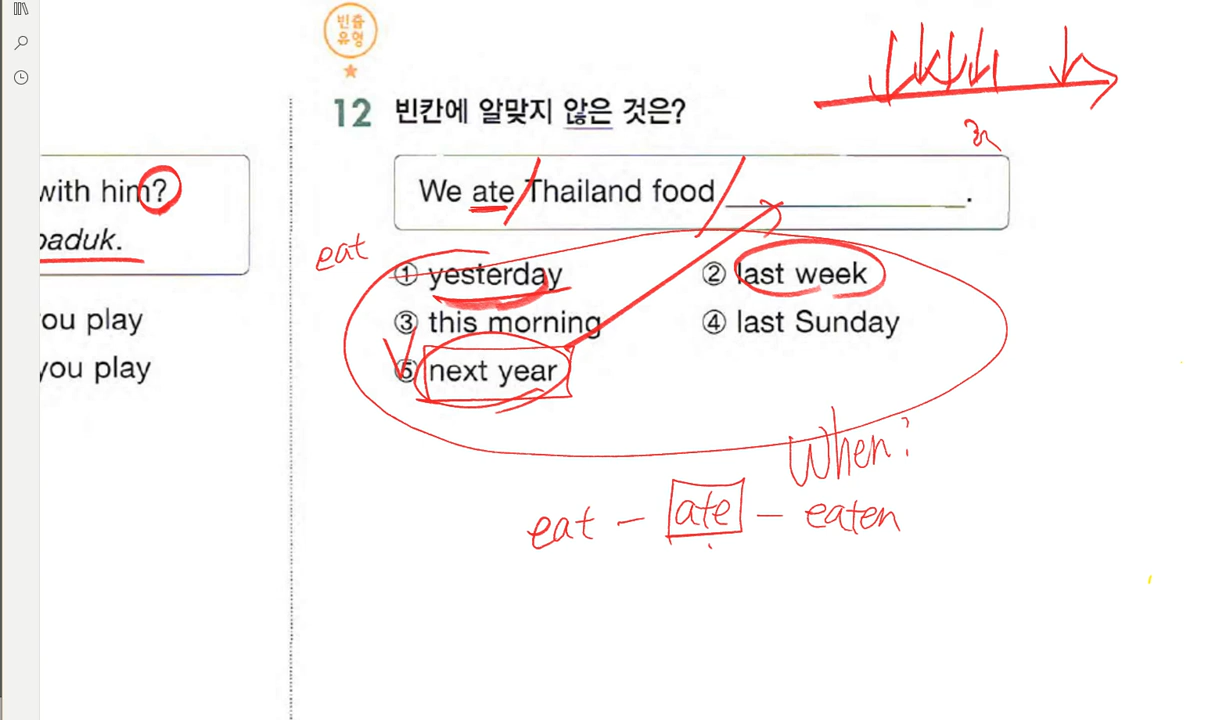 빈출
유형
12 빈칸에 알맞지 않은 것은?
with him?
We ate Thailand food ____________.
baduk.
eat
① yesterday ② last week
ou play
③ this morning ④ last Sunday
you play
⑤ next year
When?
eat – ate – eaten